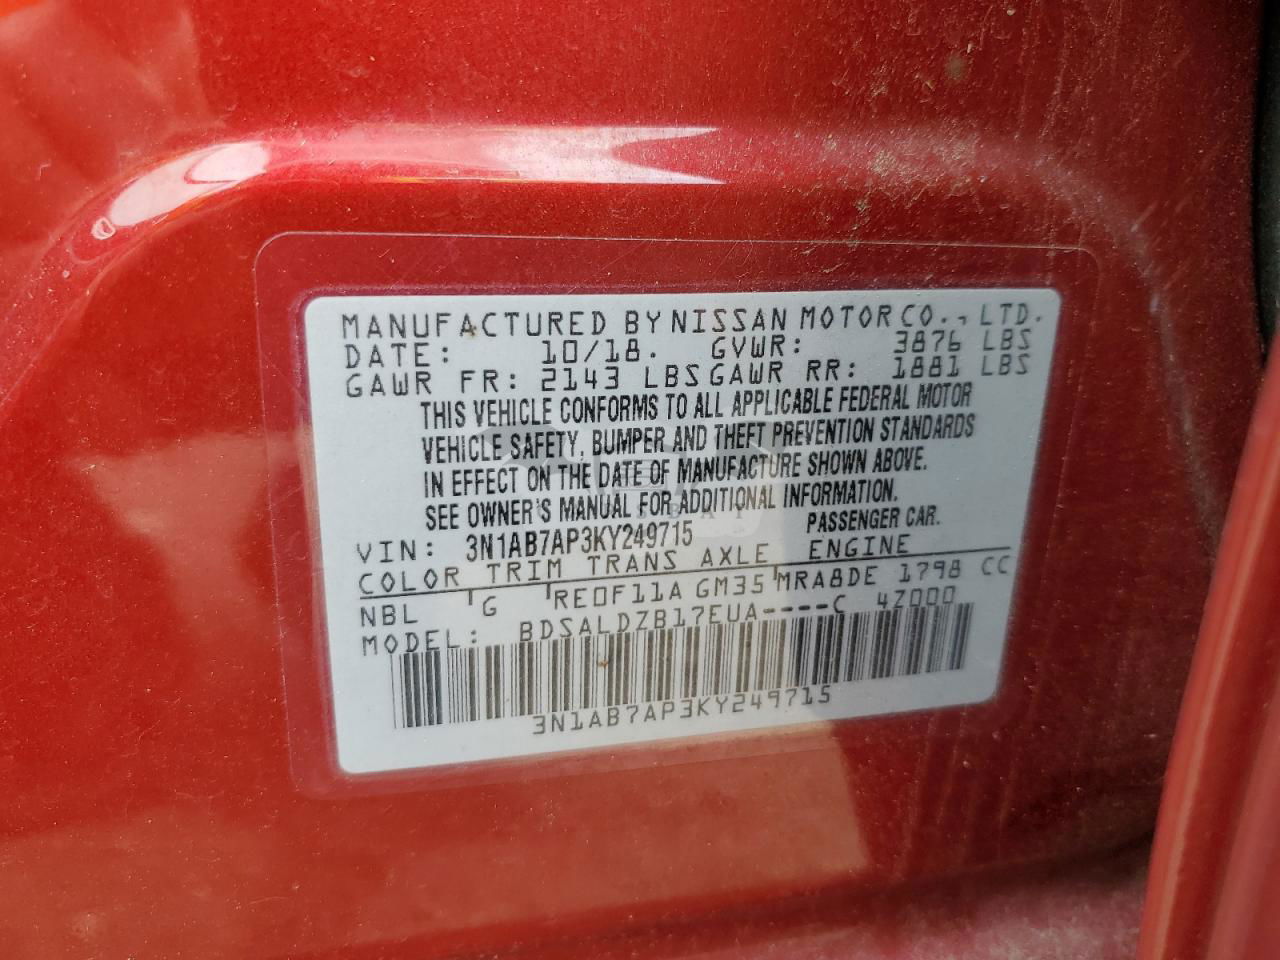 MANUFACTURED BY NISSAN MOTOR CO., LTD.
DATE: 10/18. GVWR: 3876 LBS
GAWR FR: 2143 LBS GAWR RR: 1881 LBS
THIS VEHICLE CONFORMS TO ALL APPLICABLE FEDERAL MOTOR
VEHICLE SAFETY, BUMPER AND THEFT PREVENTION STANDARDS
IN EFFECT ON THE DATE OF MANUFACTURE SHOWN ABOVE.
SEE OWNER'S MANUAL FOR ADDITIONAL INFORMATION.
VIN: 3N1AB7AP3KY249715 PASSENGER CAR.
COLOR TRIM TRANS AXLE ENGINE
NBL G RE0F11A GM35 MRA8DE 1798 CC
MODEL: BDSALDZB17EUA----C 4Z000
3N1AB7AP3KY249715